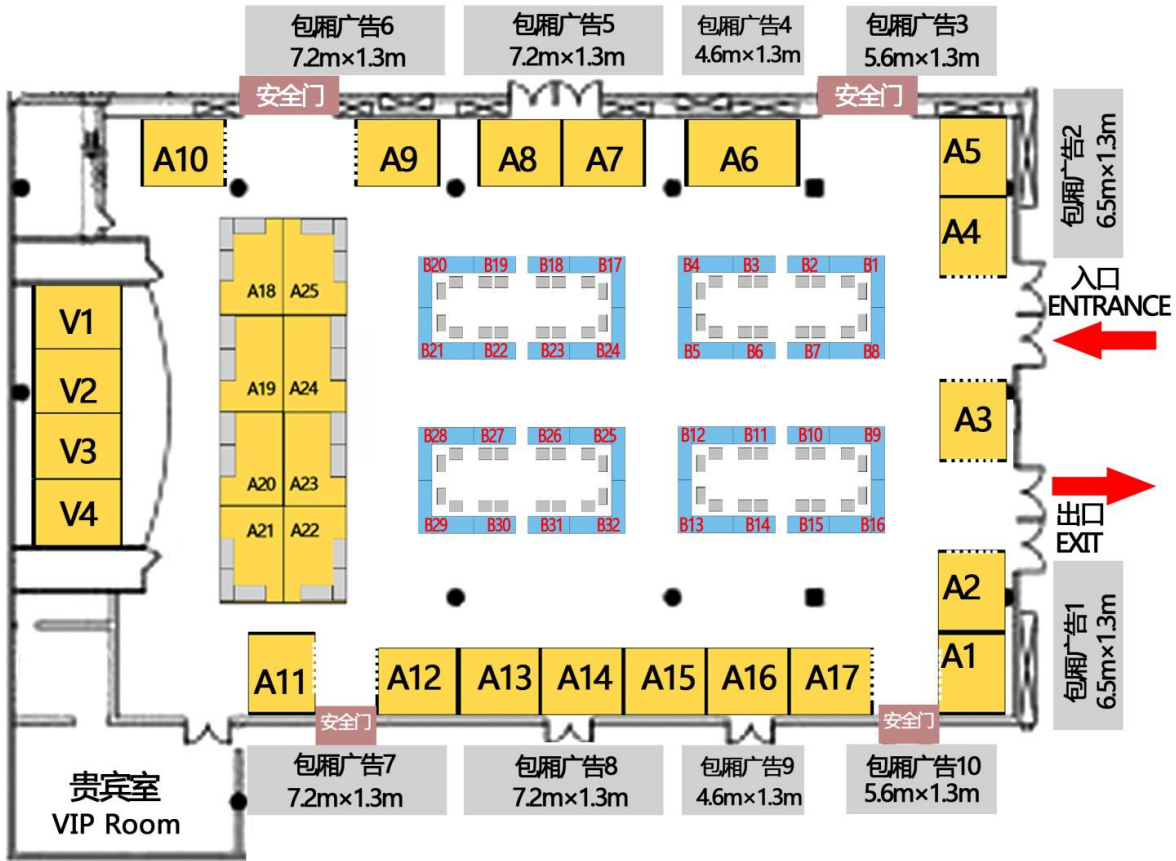 包厢广告6
7.2m×1.3m
包厢广告5
7.2m×1.3m
包厢广告4
4.6m×1.3m
包厢广告3
5.6m×1.3m
安全门
安全门
A10
A9
A8
A7
A6
A5
包厢广告2
6.5m×1.3m
A4
B20
B19
B18
B17
B4
B3
B2
B1
入口
ENTRANCE
A18
A25
V1
B21
B22
B23
B24
B5
B6
B7
B8
V2
A19
A24
A3
V3
B28
B27
B26
B25
B12
B11
B10
B9
A20
A23
V4
A21
A22
B29
B30
B31
B32
B13
B14
B15
B16
出口
EXIT
A2
包厢广告1
6.5m×1.3m
A1
A11
A12
A13
A14
A15
A16
A17
安全门
安全门
包厢广告7
7.2m×1.3m
包厢广告8
7.2m×1.3m
包厢广告9
4.6m×1.3m
包厢广告10
5.6m×1.3m
贵宾室
VIP Room